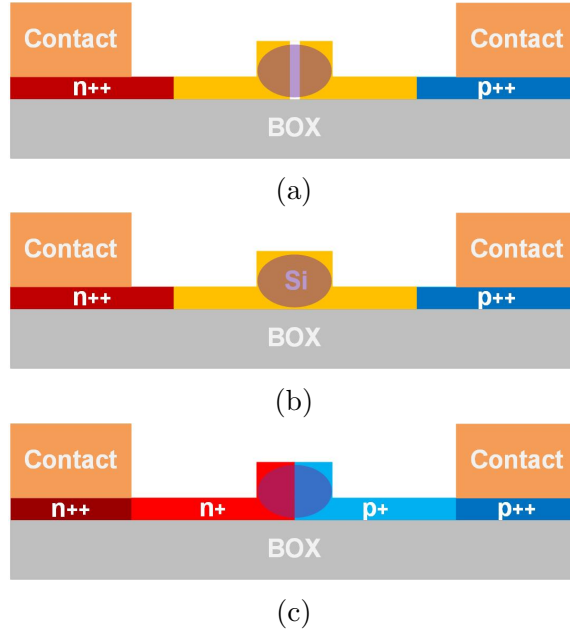 Contact Contact
n++ p++
BOX
(a)
Contact Contact
Si
n++ p++
BOX
(b)
Contact Contact
n++ n+ p+ p++
BOX
(c)